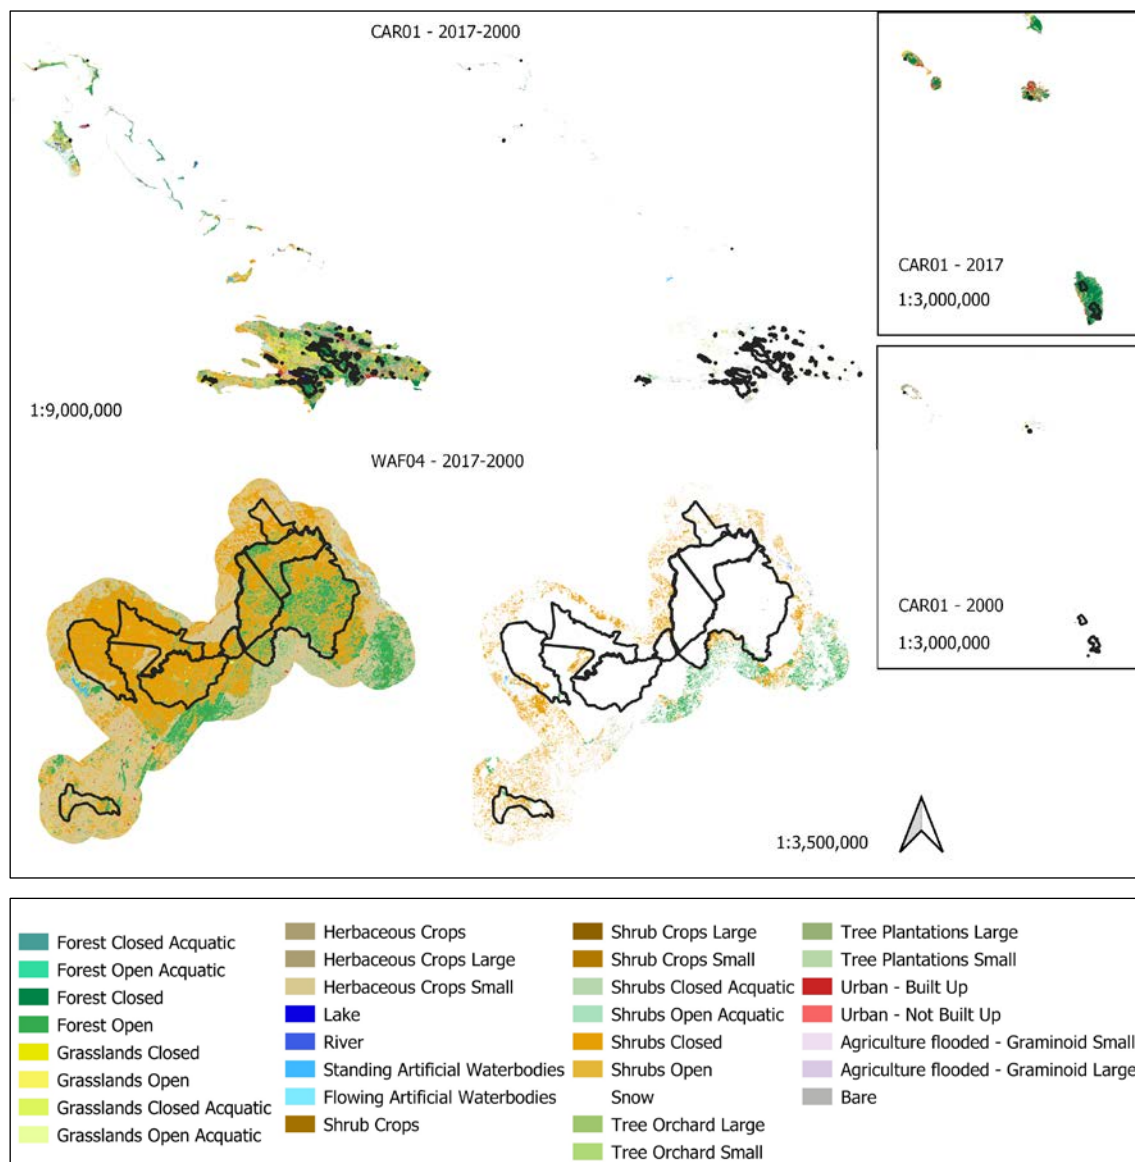 CAR01 - 2017-2000
CAR01 - 2017
1:3,000,000
1:9,000,000
CAR01 - 2000
1:3,000,000
WAF04 - 2017-2000
1:3,500,000
Forest Closed Acquatic
Forest Open Acquatic
Forest Closed
Forest Open
Grasslands Closed
Grasslands Open
Grasslands Closed Acquatic
Grasslands Open Acquatic
Herbaceous Crops
Herbaceous Crops Large
Herbaceous Crops Small
Lake
River
Standing Artificial Waterbodies
Flowing Artificial Waterbodies
Shrub Crops
Shrub Crops Large
Shrub Crops Small
Shrubs Closed Acquatic
Shrubs Open Acquatic
Shrubs Closed
Shrubs Open
Snow
Tree Orchard Large
Tree Orchard Small
Tree Plantations Large
Tree Plantations Small
Urban - Built Up
Urban - Not Built Up
Agriculture flooded - Graminoid Small
Agriculture flooded - Graminoid Large
Bare